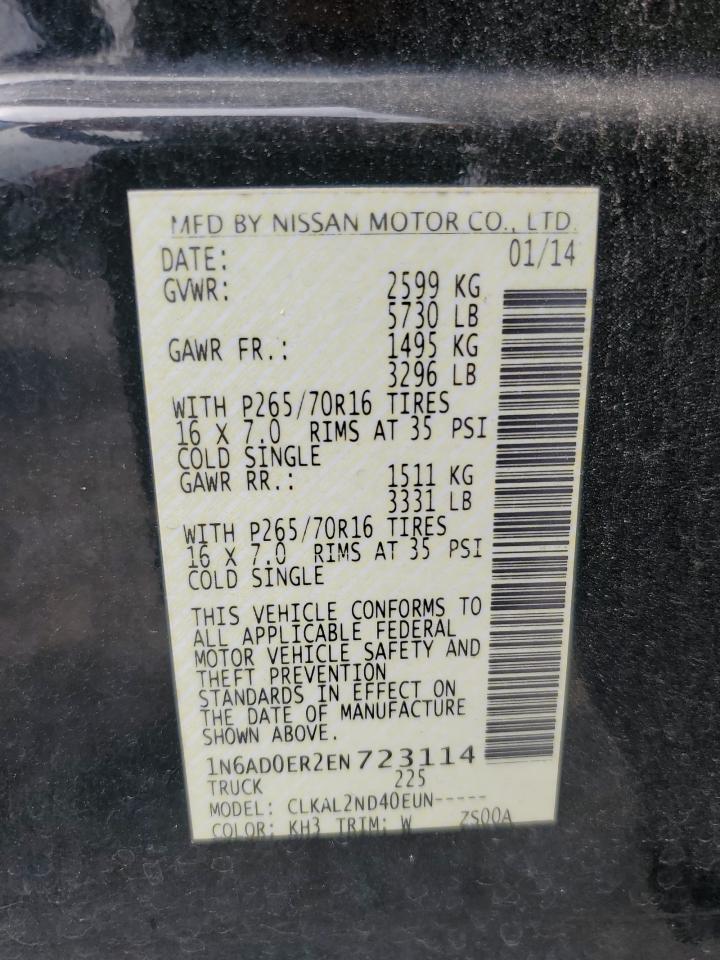 MFD BY NISSAN MOTOR CO., LTD.
DATE: 01/14
GVWR: 2599 KG
5730 LB
GAWR FR.: 1495 KG
3296 LB
WITH P265/70R16 TIRES
16 X 7.0 RIMS AT 35 PSI
COLD SINGLE
GAWR RR.: 1511 KG
3331 LB
WITH P265/70R16 TIRES
16 X 7.0 RIMS AT 35 PSI
COLD SINGLE
THIS VEHICLE CONFORMS TO
ALL APPLICABLE FEDERAL
MOTOR VEHICLE SAFETY AND
THEFT PREVENTION
STANDARDS IN EFFECT ON
THE DATE OF MANUFACTURE
SHOWN ABOVE.
1N6AD0ER2EN 723114
TRUCK 225
MODEL: CLKAL2ND40EUN-----
COLOR: KH3 TRIM: W ZS00A